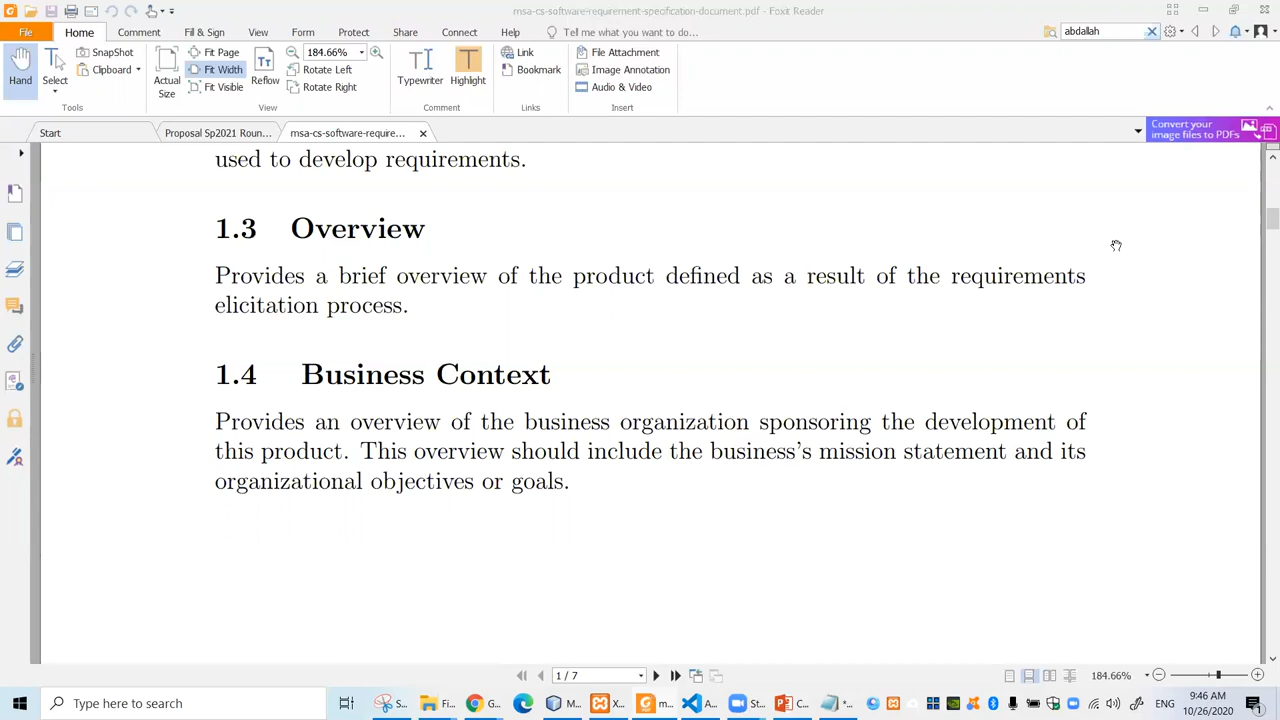 msa-cs-software-requirement-specification-document.pdf - Foxit Reader
File Home Comment Fill & Sign View Form Protect Share Connect Help Tell me what you want to do... abdallah
Hand Select SnapShot Clipboard Tools
Actual Size Fit Page Fit Width Fit Visible Reflow 184.66% Rotate Left Rotate Right View
Typewriter Highlight Comment
Link Bookmark Links
File Attachment Image Annotation Audio & Video Insert
Start Proposal Sp2021 Roun... msa-cs-software-require...
Convert your image files to PDFs
used to develop requirements.
1.3 Overview
Provides a brief overview of the product defined as a result of the requirements
elicitation process.
1.4 Business Context
Provides an overview of the business organization sponsoring the development of
this product. This overview should include the business's mission statement and its
organizational objectives or goals.
1 / 7 184.66%
Type here to search S... Fi... G... M... X... m... A... St... C... *... ENG 9:46 AM
10/26/2020